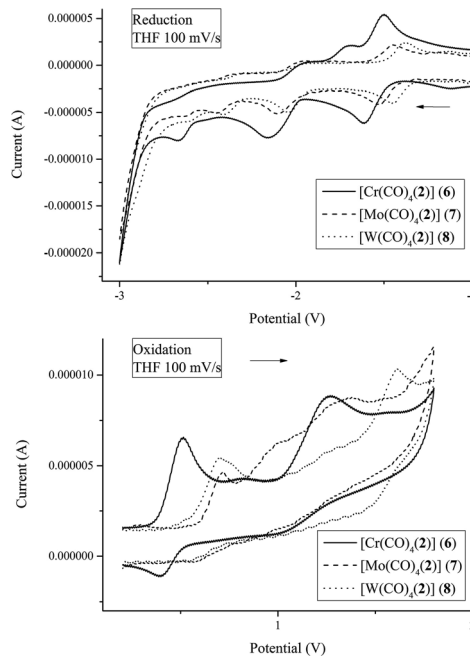 0.000005
0.000000
-0.000005
-0.000010
-0.000015
-0.000020
Current (A)
Reduction
THF 100 mV/s
[Cr(CO)4(2)] (6)
[Mo(CO)4(2)] (7)
[W(CO)4(2)] (8)
-3
-2
Potential (V)
0.000010
0.000005
0.000000
Current (A)
Oxidation
THF 100 mV/s
[Cr(CO)4(2)] (6)
[Mo(CO)4(2)] (7)
[W(CO)4(2)] (8)
1
Potential (V)